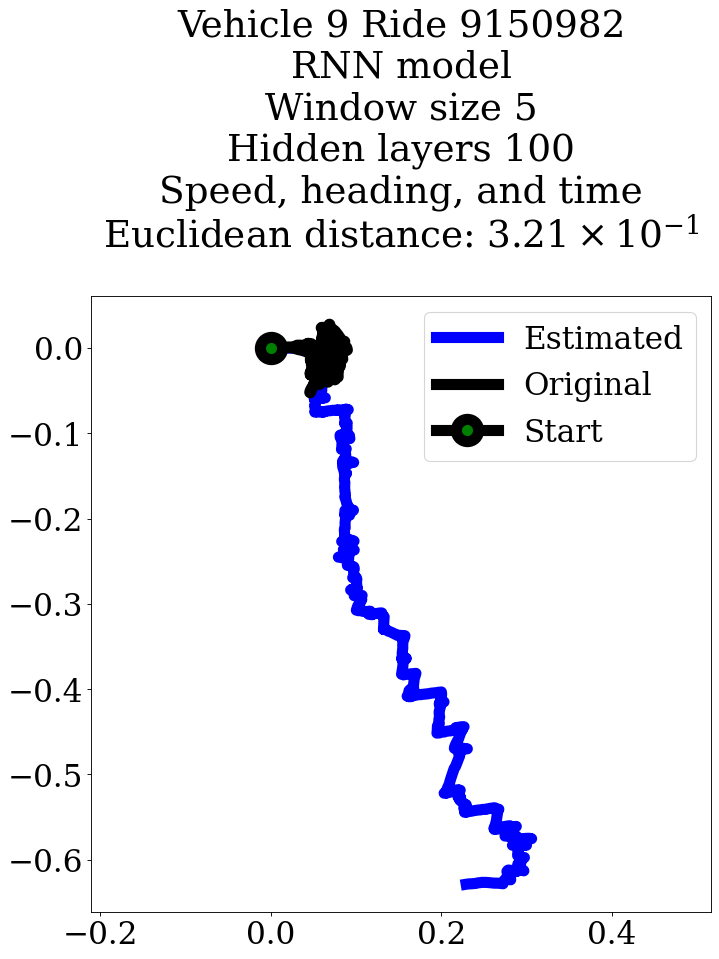 Vehicle 9 Ride 9150982
RNN model
Window size 5
Hidden layers 100
Speed, heading, and time
Euclidean distance: 3.21 × 10⁻¹
Estimated
Original
Start
0.0
−0.1
−0.2
−0.3
−0.4
−0.5
−0.6
−0.2 0.0 0.2 0.4